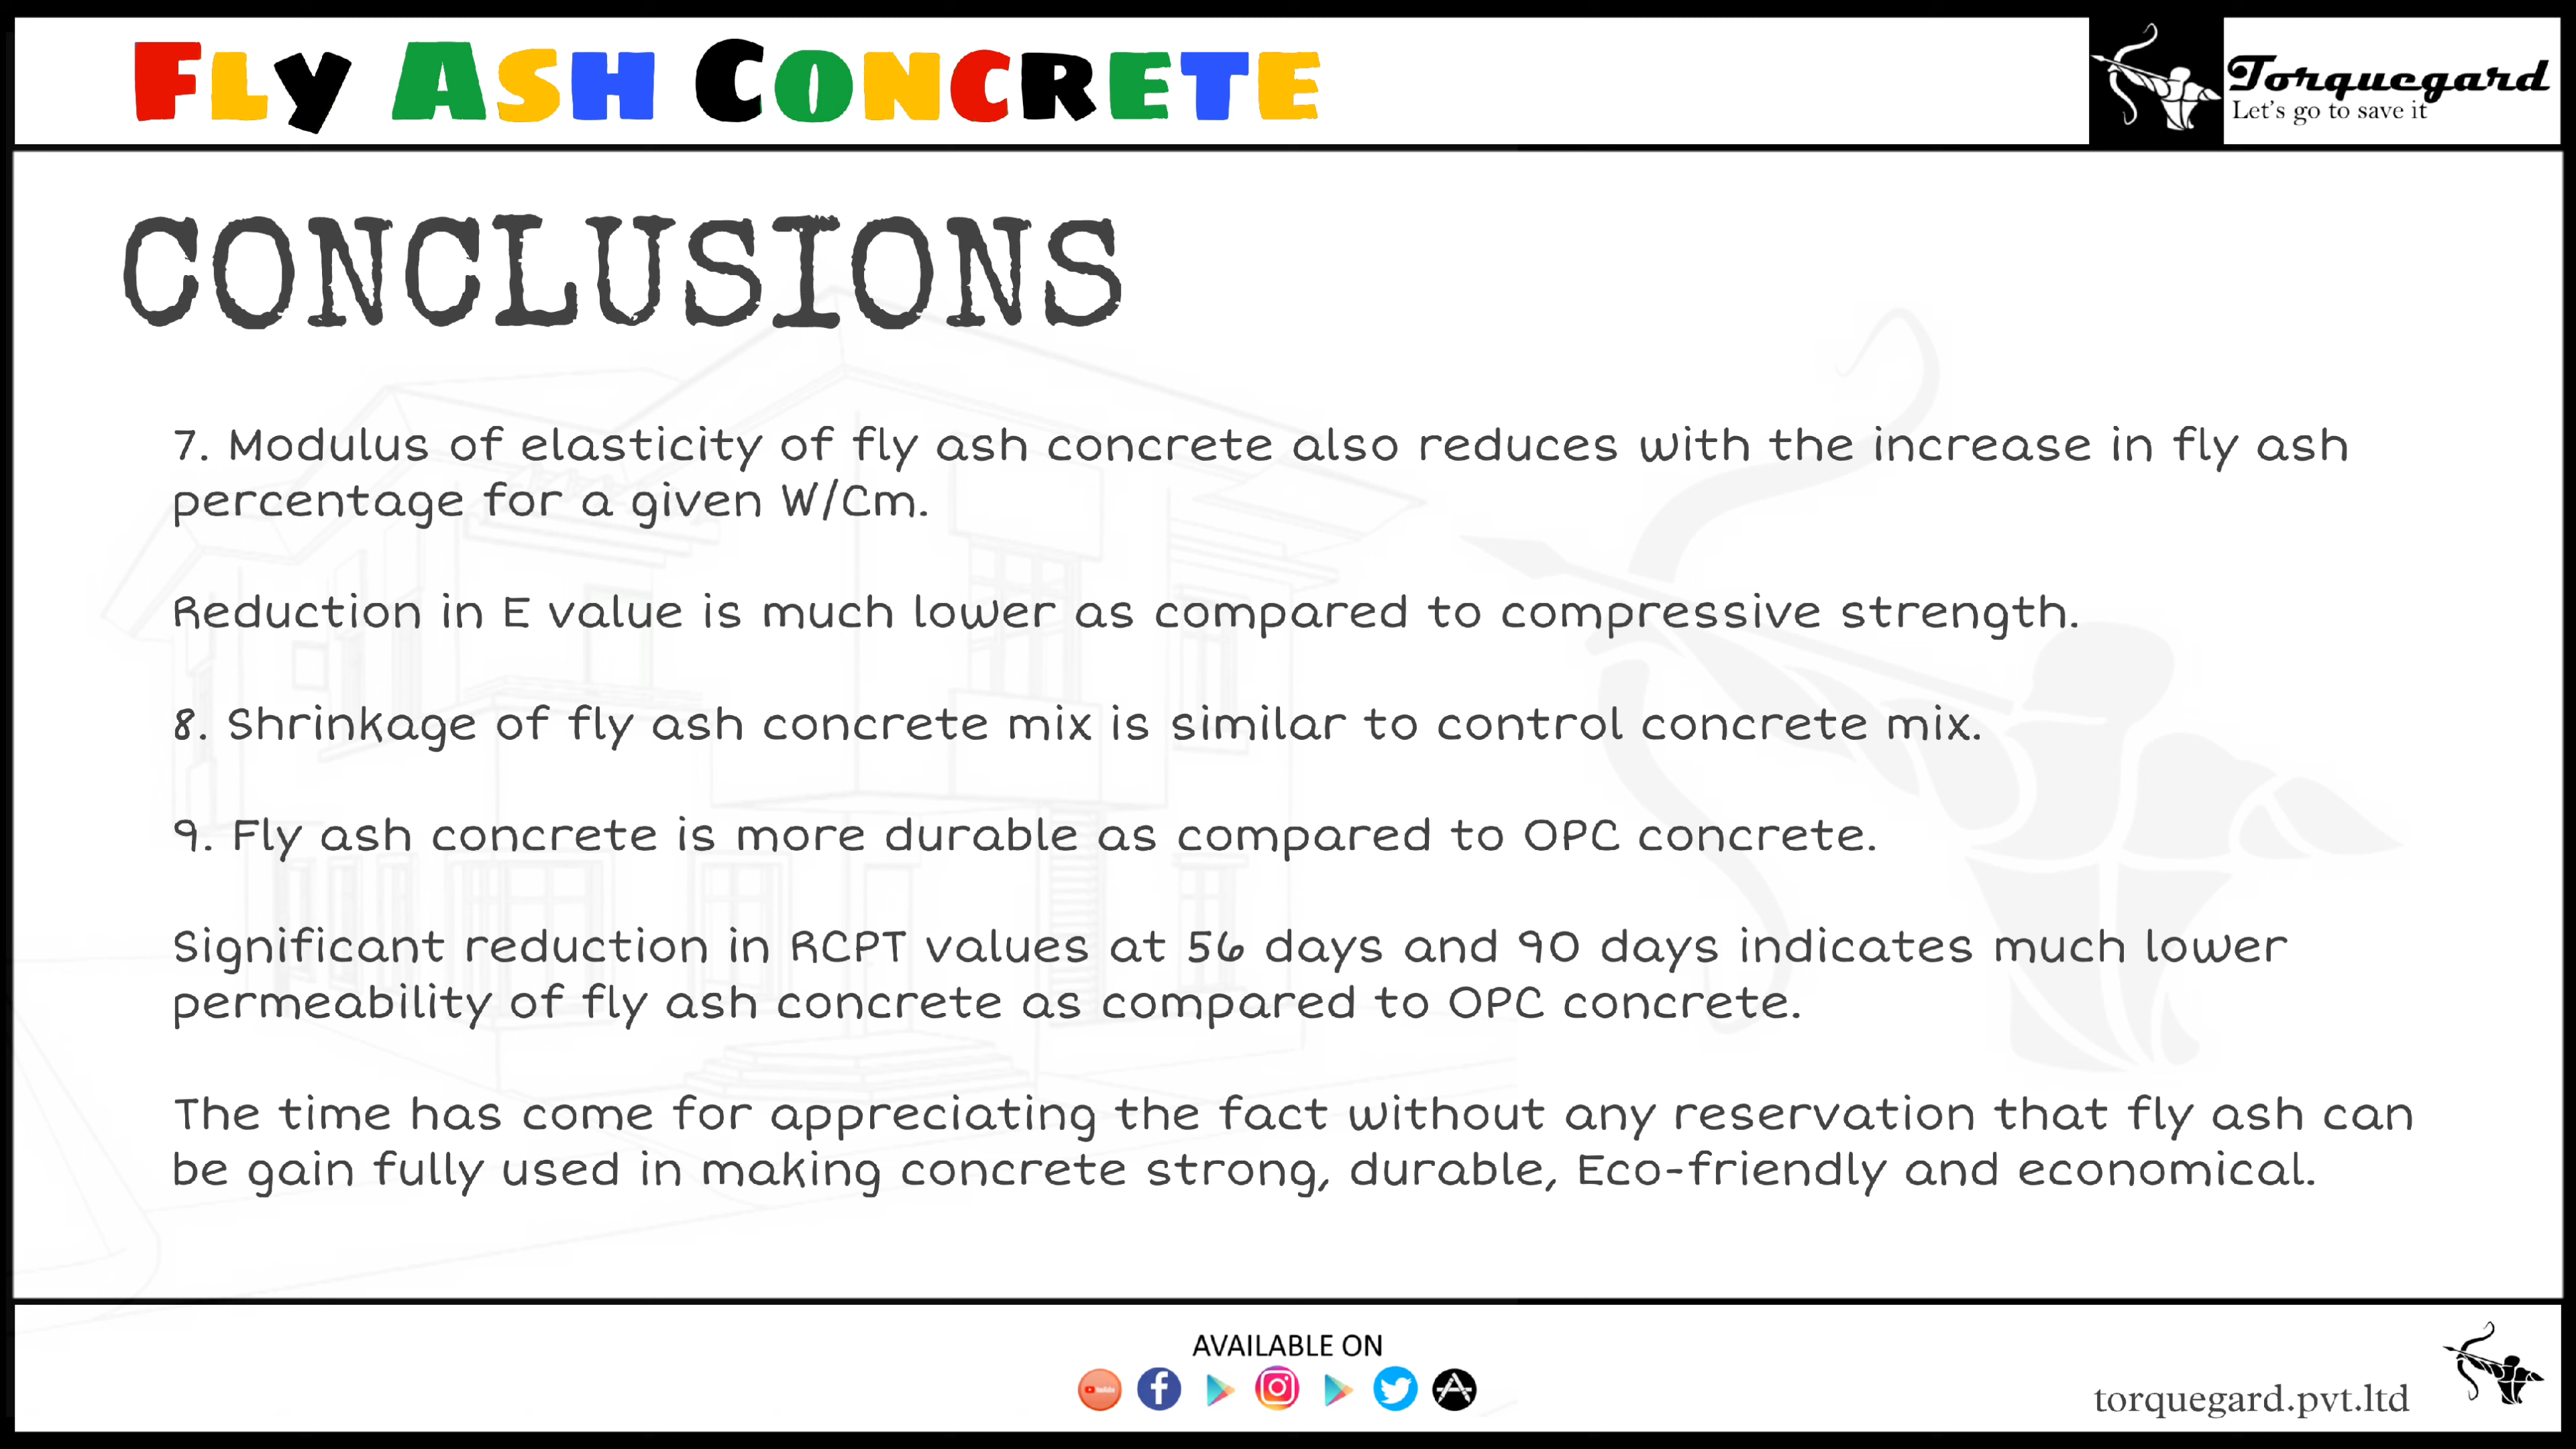 Fly Ash Concrete
Torquegard
Let's go to save it
CONCLUSIONS
7. Modulus of elasticity of fly ash concrete also reduces with the increase in fly ash
percentage for a given W/Cm.
Reduction in E value is much lower as compared to compressive strength.
8. Shrinkage of fly ash concrete mix is similar to control concrete mix.
9. Fly ash concrete is more durable as compared to OPC concrete.
Significant reduction in RCPT values at 56 days and 90 days indicates much lower
permeability of fly ash concrete as compared to OPC concrete.
The time has come for appreciating the fact without any reservation that fly ash can
be gain fully used in making concrete strong, durable, Eco-friendly and economical.
AVAILABLE ON
torquegard.pvt.ltd